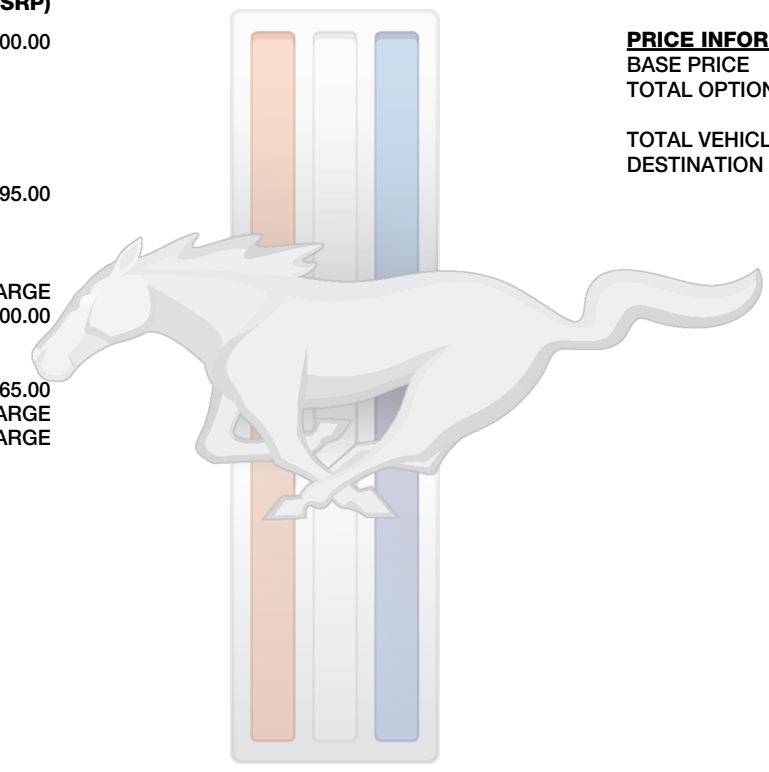 SRP)
00.00
95.00
ARGE
00.00
65.00
ARGE
ARGE
PRICE INFOR
BASE PRICE
TOTAL OPTION
TOTAL VEHICL
DESTINATION